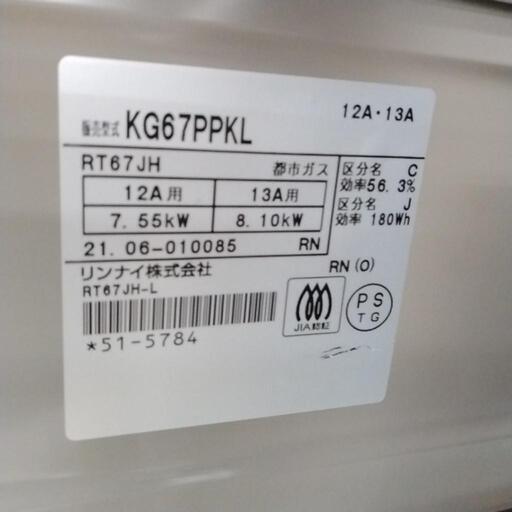 12A・13A
販売型式 KG67PPKL
RT67JH 都市ガス
12A用 13A用
7.55kW 8.10kW
区分名 C
効率56.3%
区分名 J
効率 180Wh
21.06-010085 RN
リンナイ株式会社
RN(O)
RT67JH-L
JIA認証
PS
TG
*51-5784